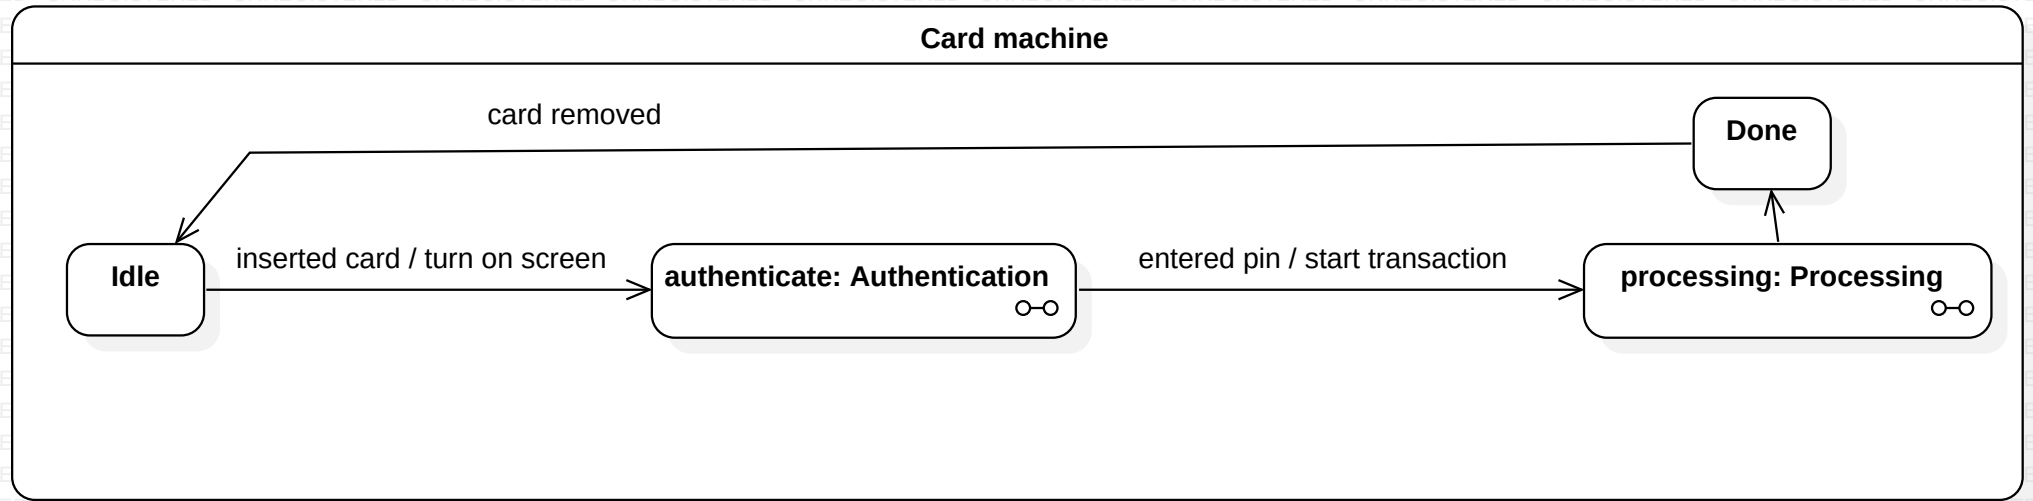 Card machine
card removed
Done
Idle
inserted card / turn on screen
authenticate: Authentication
entered pin / start transaction
processing: Processing